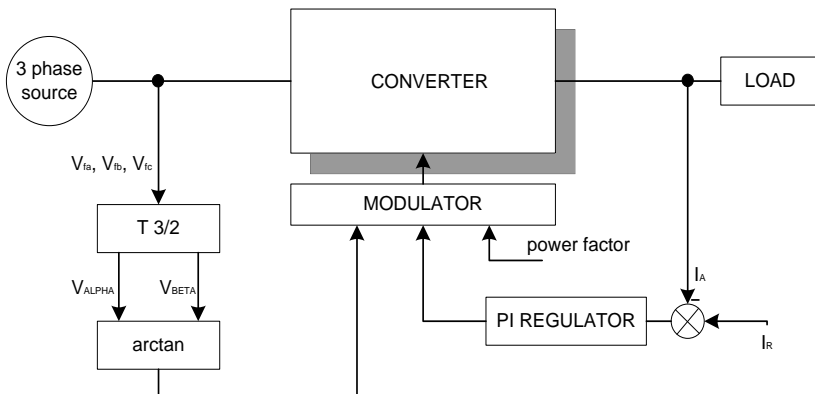 3 phase
source
CONVERTER
LOAD
Vfa, Vfb, Vfc
MODULATOR
T 3/2
power factor
VALPHA
VBETA
IA
-
PI REGULATOR
arctan
IR